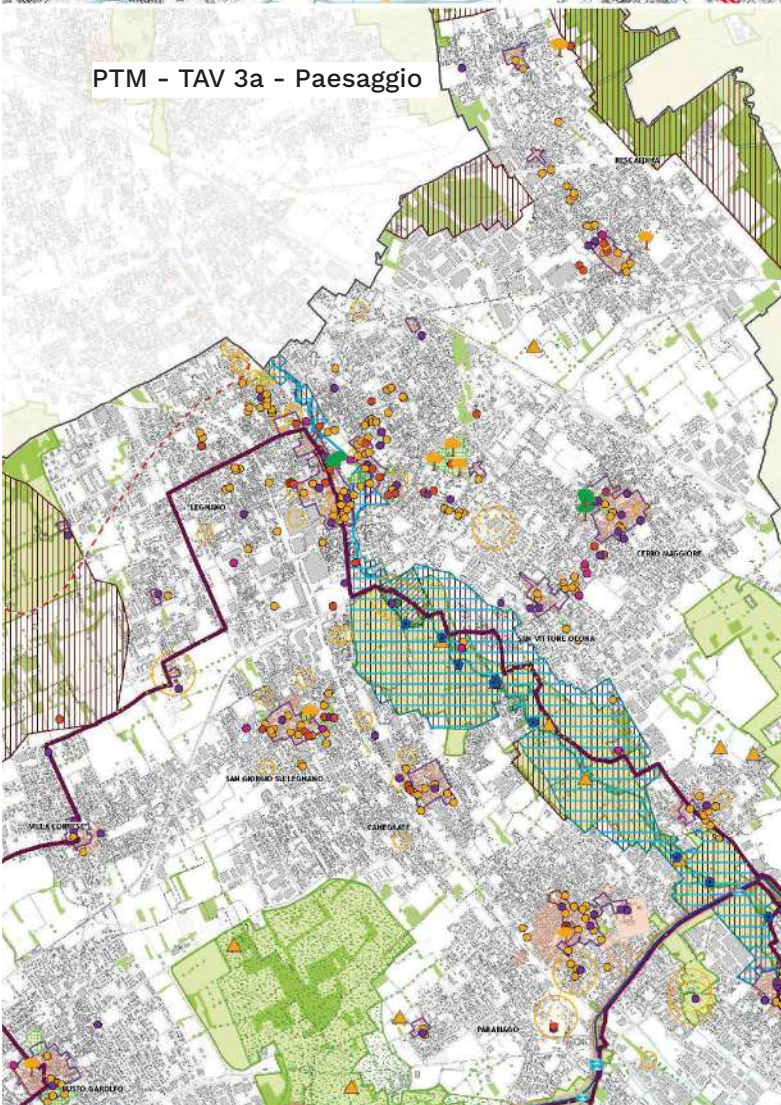 PTM - TAV 3a - Paesaggio
RESCALDINA
LEGNANO
CERRO MAGGIORE
SAN VITTORE OLONA
SAN GIORGIO SU LEGNANO
VILLA CORTESE
CANEGRATE
PARABIAGO
BUSTO GAROLFO